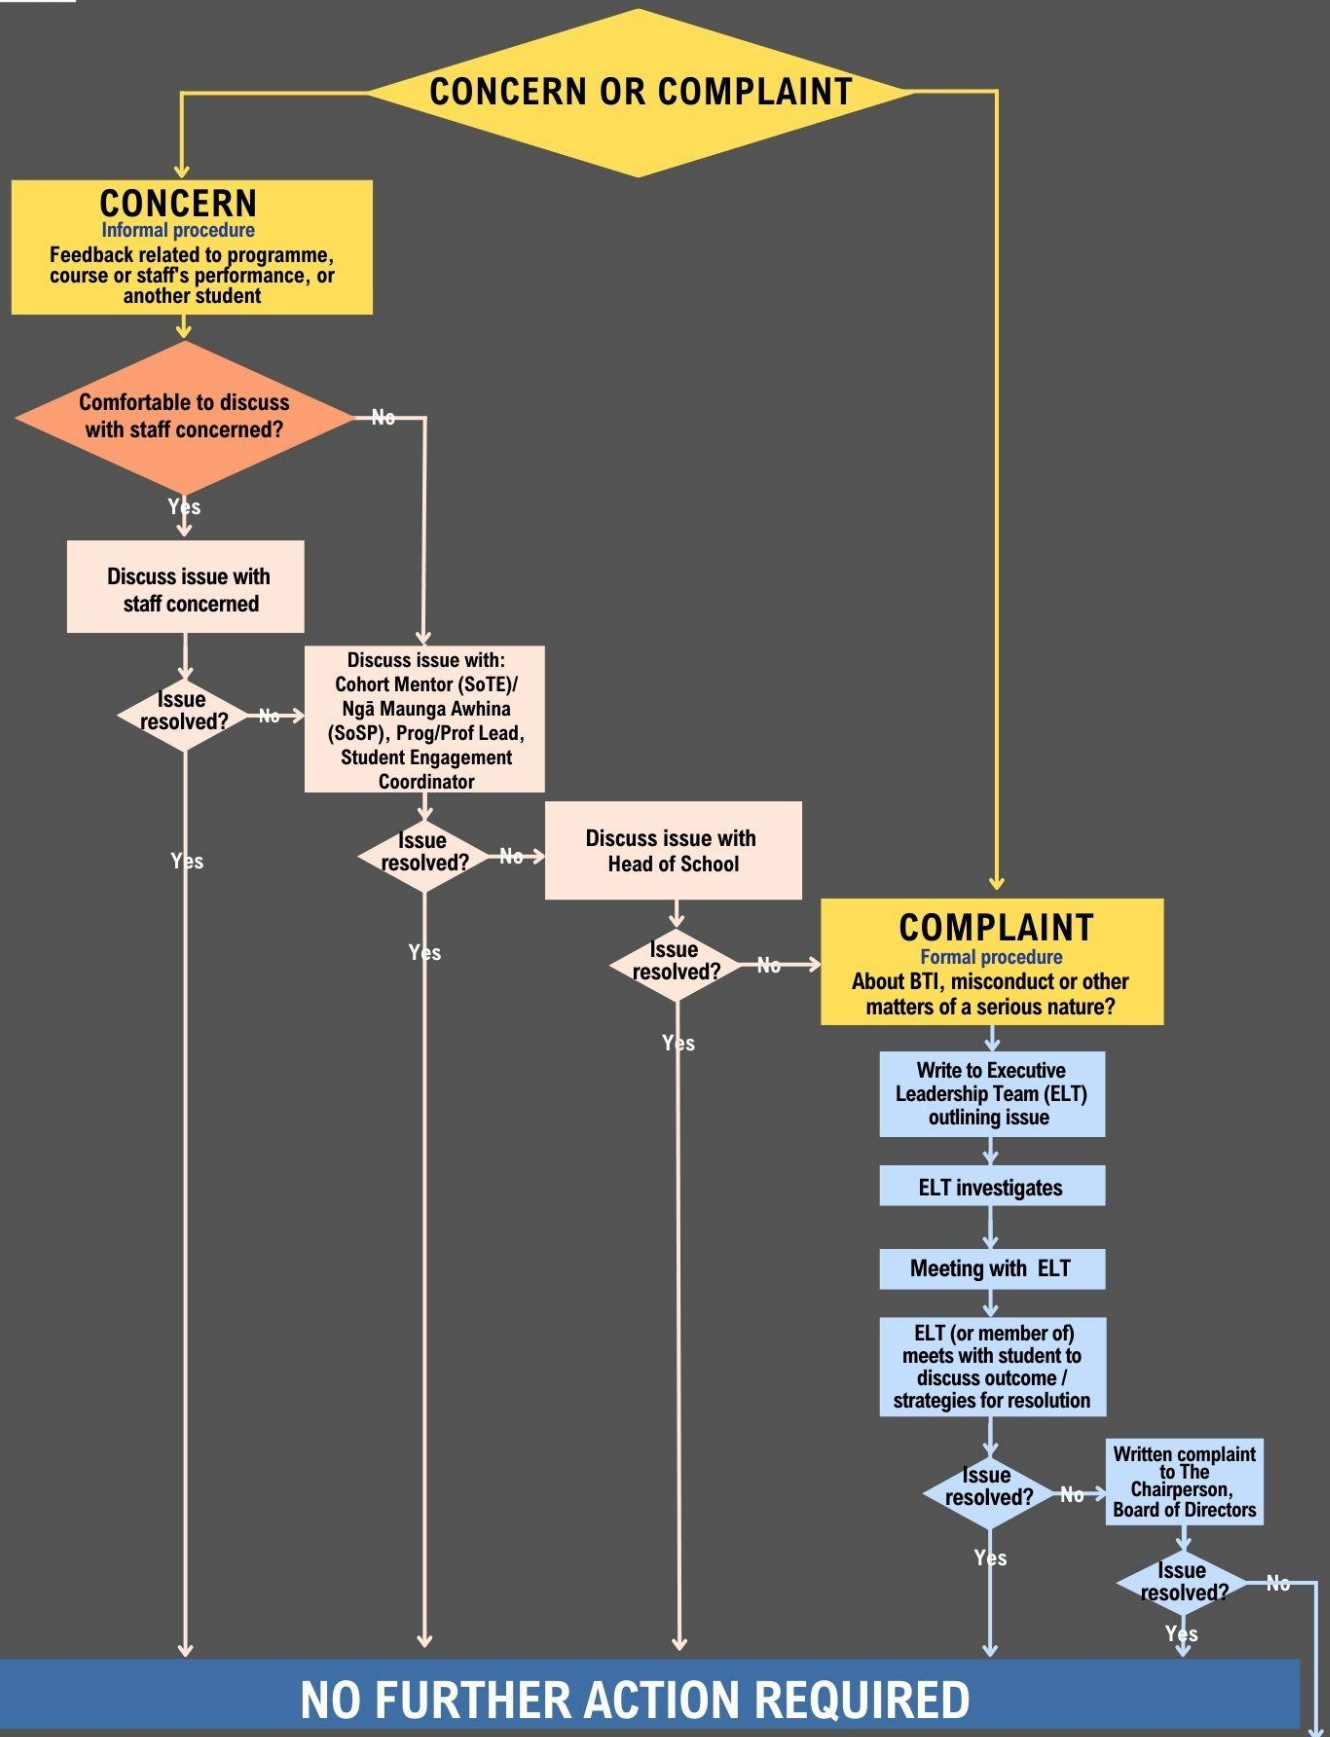 CONCERN OR COMPLAINT
CONCERN
Informal procedure
Feedback related to programme,
course or staff's performance, or
another student
Comfortable to discuss
with staff concerned?
No
Yes
Discuss issue with
staff concerned
Issue
resolved?
No
Yes
Discuss issue with:
Cohort Mentor (SoTE)/
Ngā Maunga Awhina
(SoSP), Prog/Prof Lead,
Student Engagement
Coordinator
Issue
resolved?
No
Yes
Discuss issue with
Head of School
Issue
resolved?
No
Yes
COMPLAINT
Formal procedure
About BTI, misconduct or other
matters of a serious nature?
Write to Executive
Leadership Team (ELT)
outlining issue
ELT investigates
Meeting with ELT
ELT (or member of)
meets with student to
discuss outcome /
strategies for resolution
Issue
resolved?
No
Yes
Written complaint
to The
Chairperson,
Board of Directors
Issue
resolved?
No
Yes
NO FURTHER ACTION REQUIRED